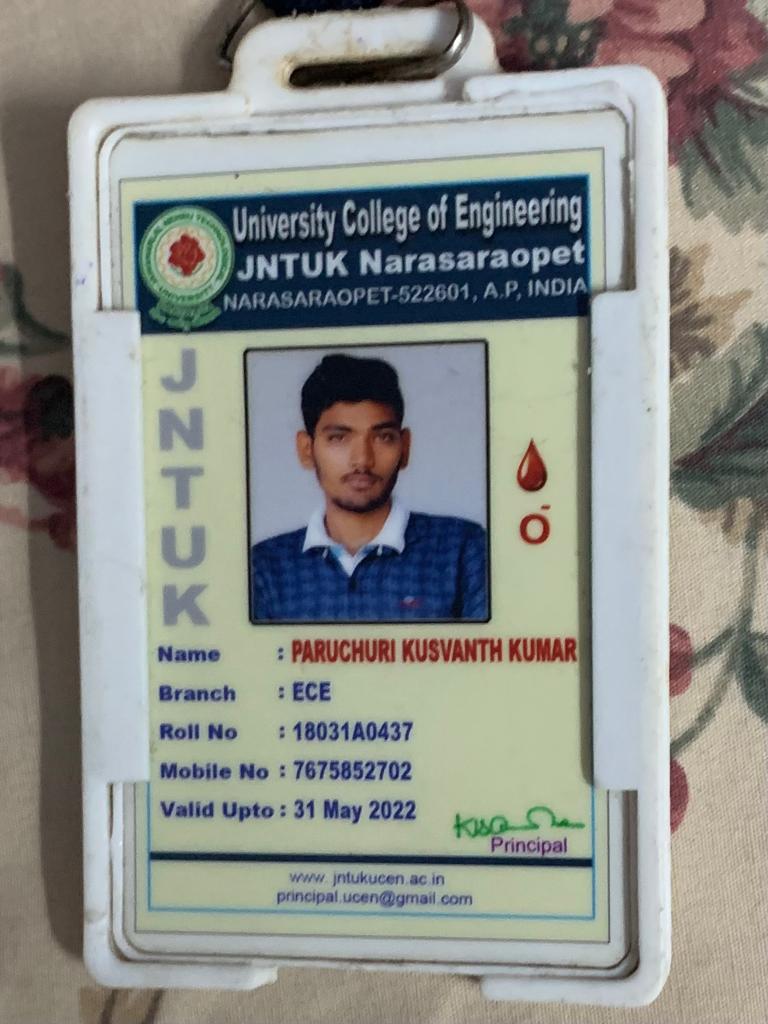 University College of Engineering
JNTUK Narasaraopet
NARASARAOPET-522601, A.P, INDIA
JNTUK
O-
Name : PARUCHURI KUSVANTH KUMAR
Branch : ECE
Roll No : 18031A0437
Mobile No : 7675852702
Valid Upto : 31 May 2022
Principal
www. jntukucen.ac.in
principal.ucen@gmail.com